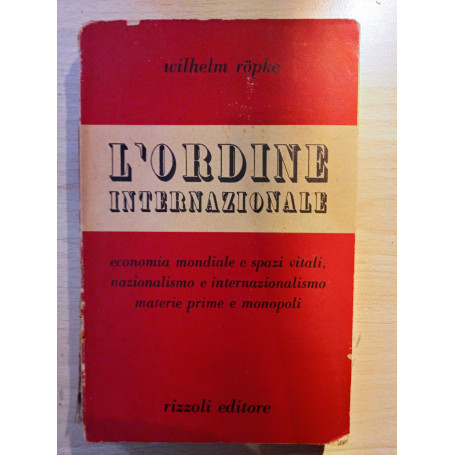 wilhelm röpke
L'ORDINE
INTERNAZIONALE
economia mondiale e spazi vitali,
nazionalismo e internazionalismo
materie prime e monopoli
rizzoli editore